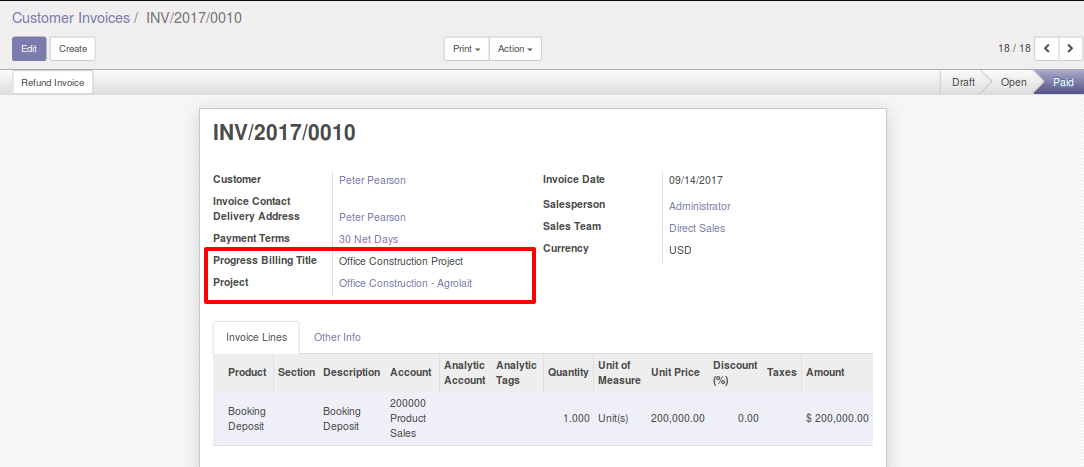 Customer Invoices / INV/2017/0010
Edit Create Print Action 18 / 18
Refund Invoice Draft Open Paid
INV/2017/0010
Customer Peter Pearson Invoice Date 09/14/2017
Invoice Contact Salesperson Administrator
Delivery Address Peter Pearson Sales Team Direct Sales
Payment Terms 30 Net Days Currency USD
Progress Billing Title Office Construction Project
Project Office Construction - Agrolait
Invoice Lines Other Info
Product Section Description Account Analytic Account Analytic Tags Quantity Unit of Measure Unit Price Discount (%) Taxes Amount
Booking Deposit Booking Deposit 200000 Product Sales 1.000 Unit(s) 200,000.00 0.00 $ 200,000.00